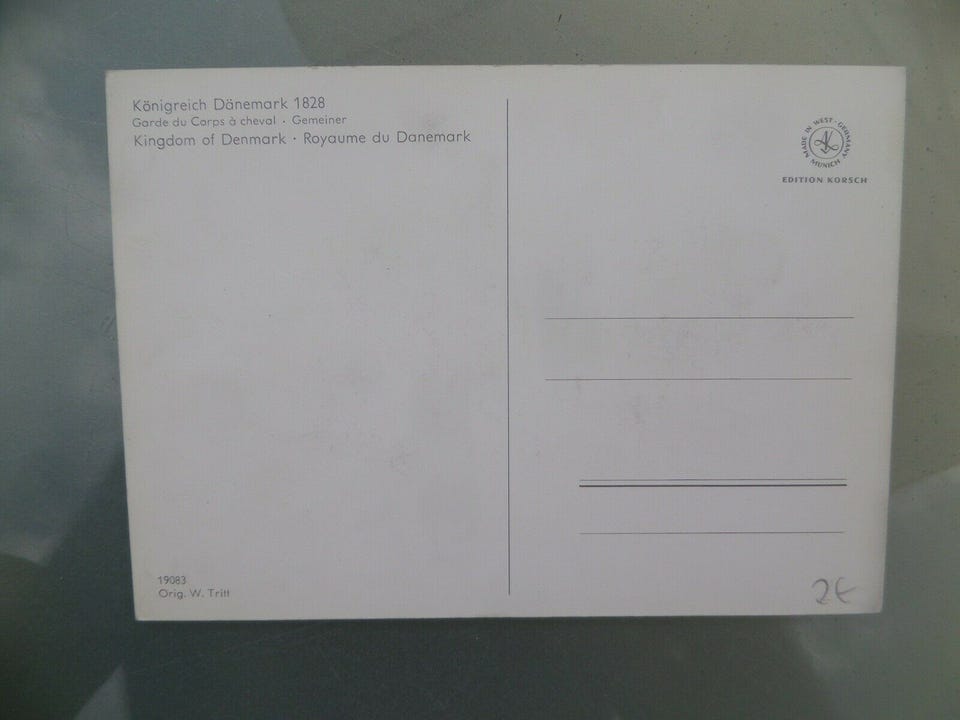 Königreich Dänemark 1828
Garde du Corps à cheval · Gemeiner
Kingdom of Denmark · Royaume du Danemark
MADE IN WEST-GERMANY
MUNICH
EDITION KORSCH
19083
Orig. W. Tritt
2€